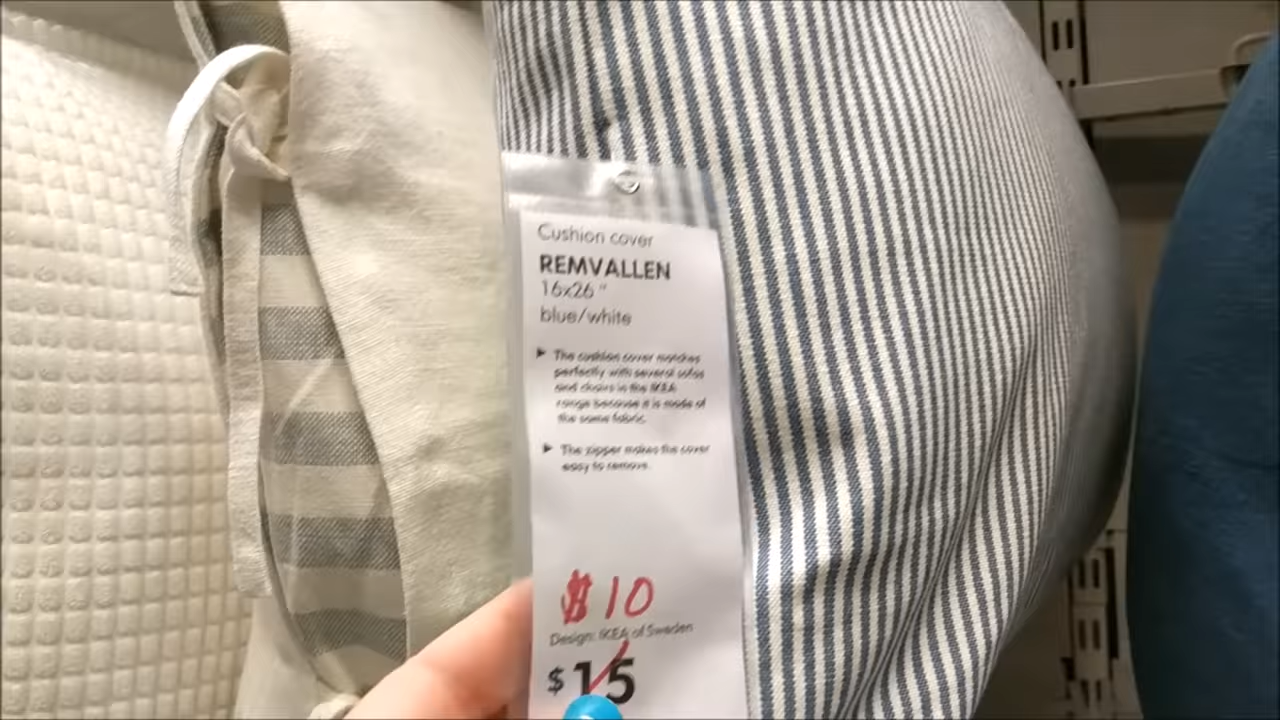 Cushion cover
REMVALLEN
16x26 "
blue/white
▶ The cushion cover matches
perfectly with several sofas
and chairs in the IKEA
range because it is made of
the same fabric.
▶ The zipper makes the cover
easy to remove.
$10
Design: IKEA of Sweden
$15